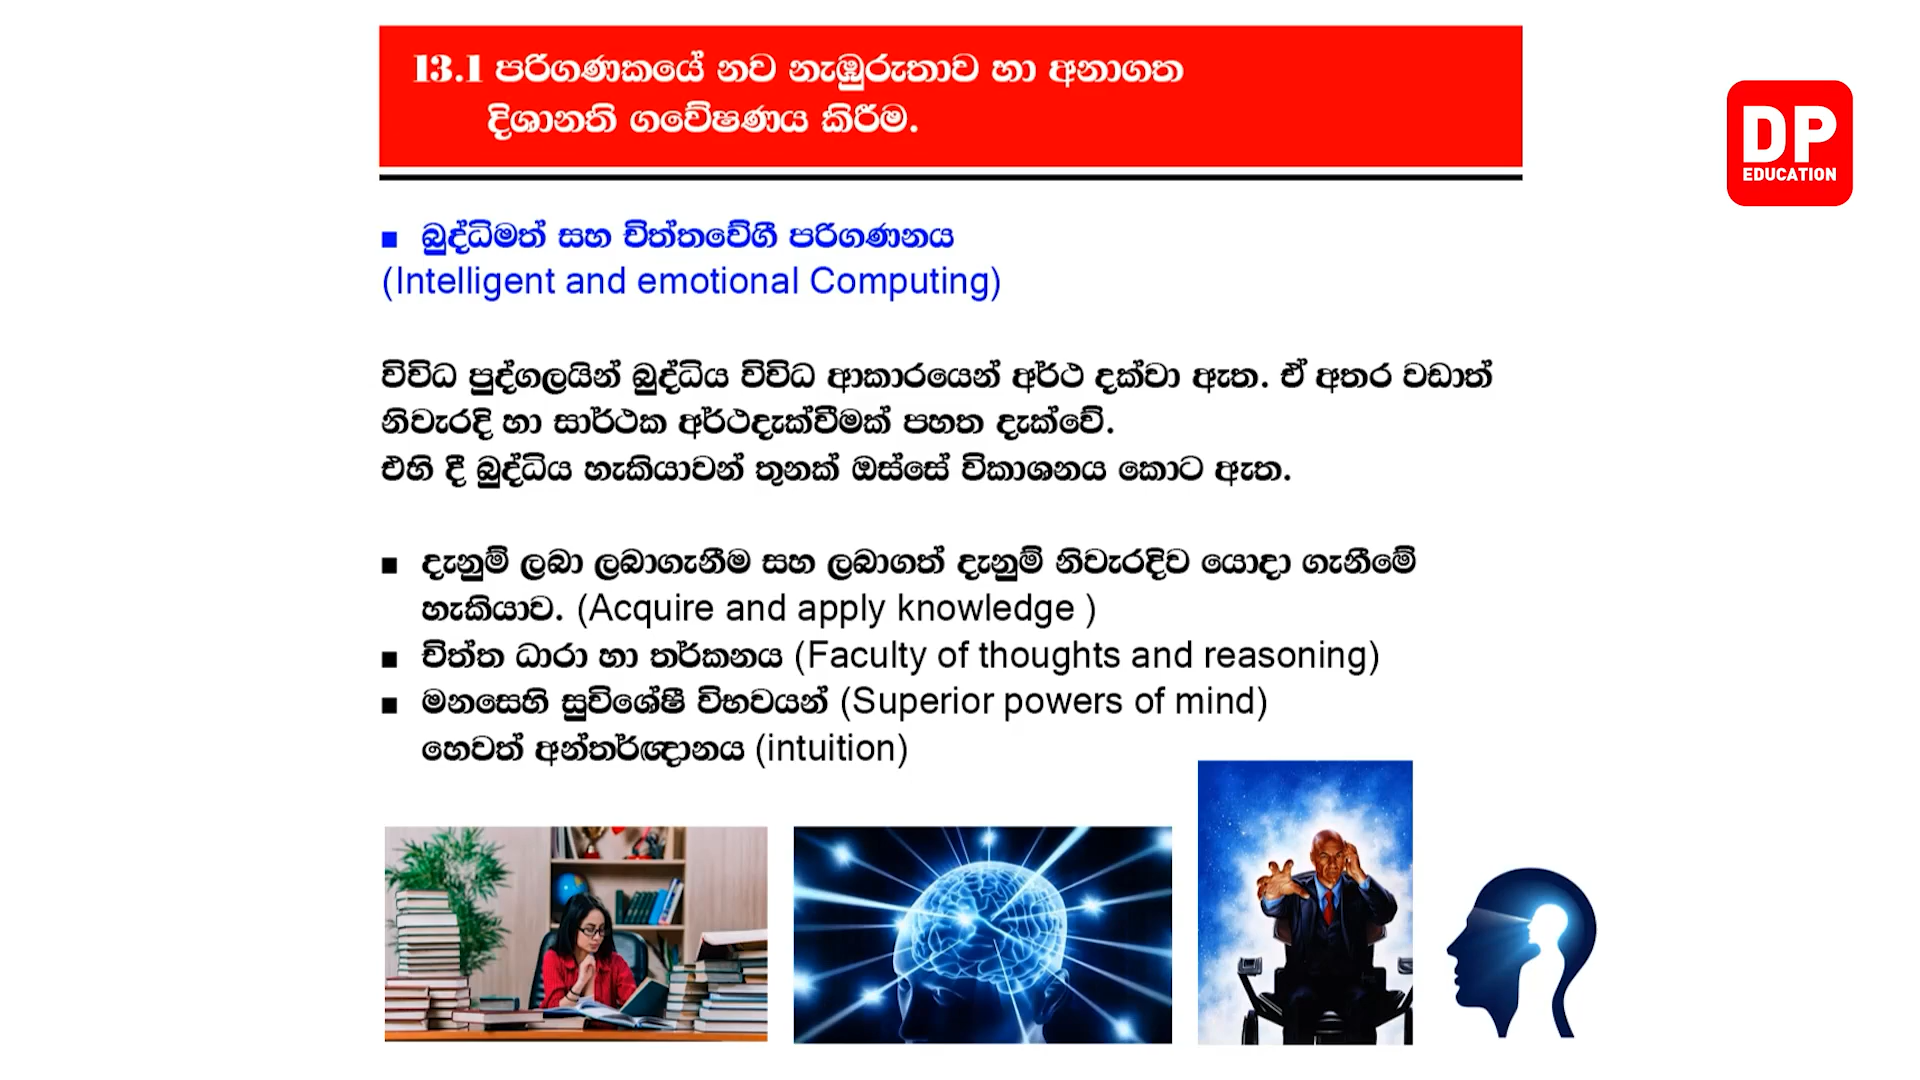 13.1 පරිගණකයේ නව නැඹුරුතාව හා අනාගත
දිශානති ගවේෂණය කිරීම.
DP
EDUCATION
■ බුද්ධිමත් සහ චිත්තවේගී පරිගණනය
(Intelligent and emotional Computing)
විවිධ පුද්ගලයින් බුද්ධිය විවිධ ආකාරයෙන් අර්ථ දක්වා ඇත. ඒ අතර වඩාත්
නිවැරදි හා සාර්ථක අර්ථදැක්වීමක් පහත දැක්වේ.
එහි දී බුද්ධිය හැකියාවන් තුනක් ඔස්සේ විකාශනය කොට ඇත.
■ දැනුම් ලබා ලබාගැනීම සහ ලබාගත් දැනුම් නිවැරදිව යොදා ගැනීමේ
හැකියාව. (Acquire and apply knowledge )
■ චිත්ත ධාරා හා තර්කනය (Faculty of thoughts and reasoning)
■ මනසෙහි සුවිශේෂී විභවයන් (Superior powers of mind)
හෙවත් අන්තර්ඥානය (intuition)